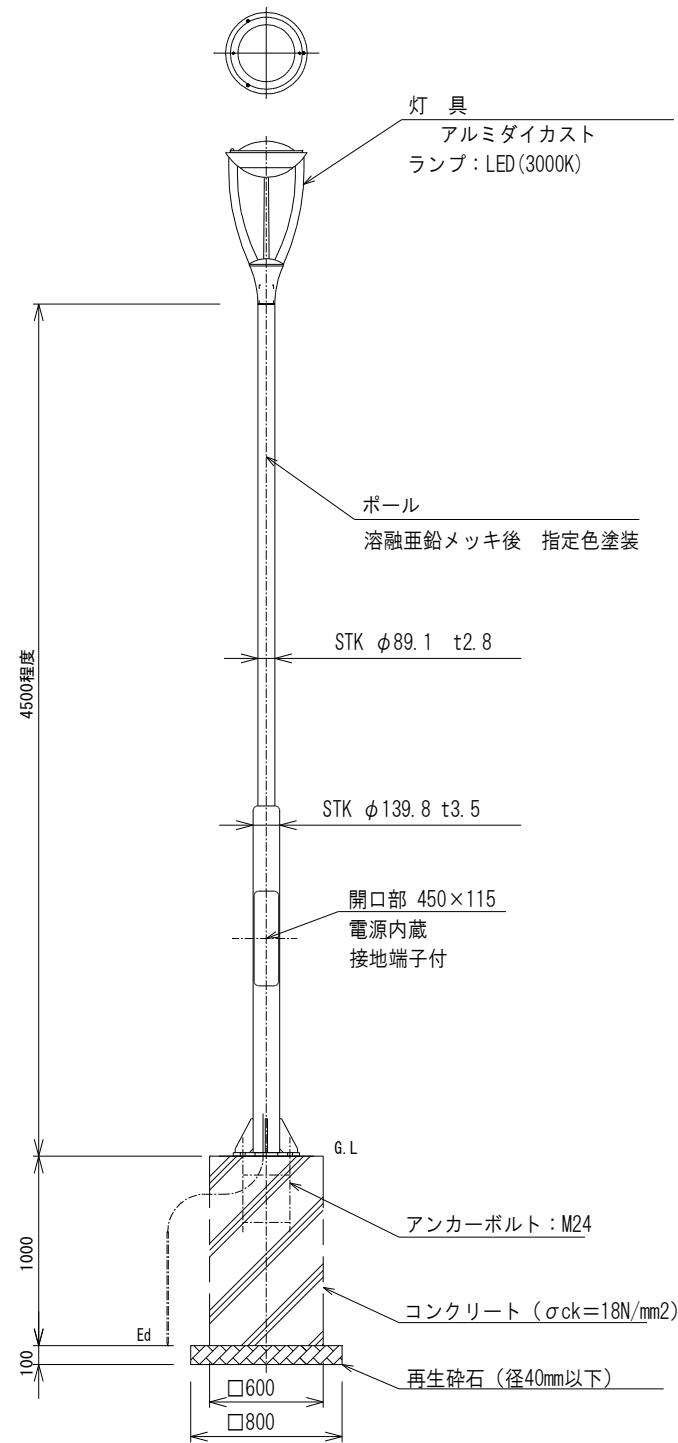 灯　具
アルミダイカスト
ランプ：LED(3000K)
ポール
溶融亜鉛メッキ後　指定色塗装
STK φ89.1　t2.8
4500程度
STK φ139.8 t3.5
開口部 450×115
電源内蔵
接地端子付
G.L
アンカーボルト：M24
1000
コンクリート（σck＝18N/mm2)
Ed
100
再生砕石（径40mm以下）
□600
□800